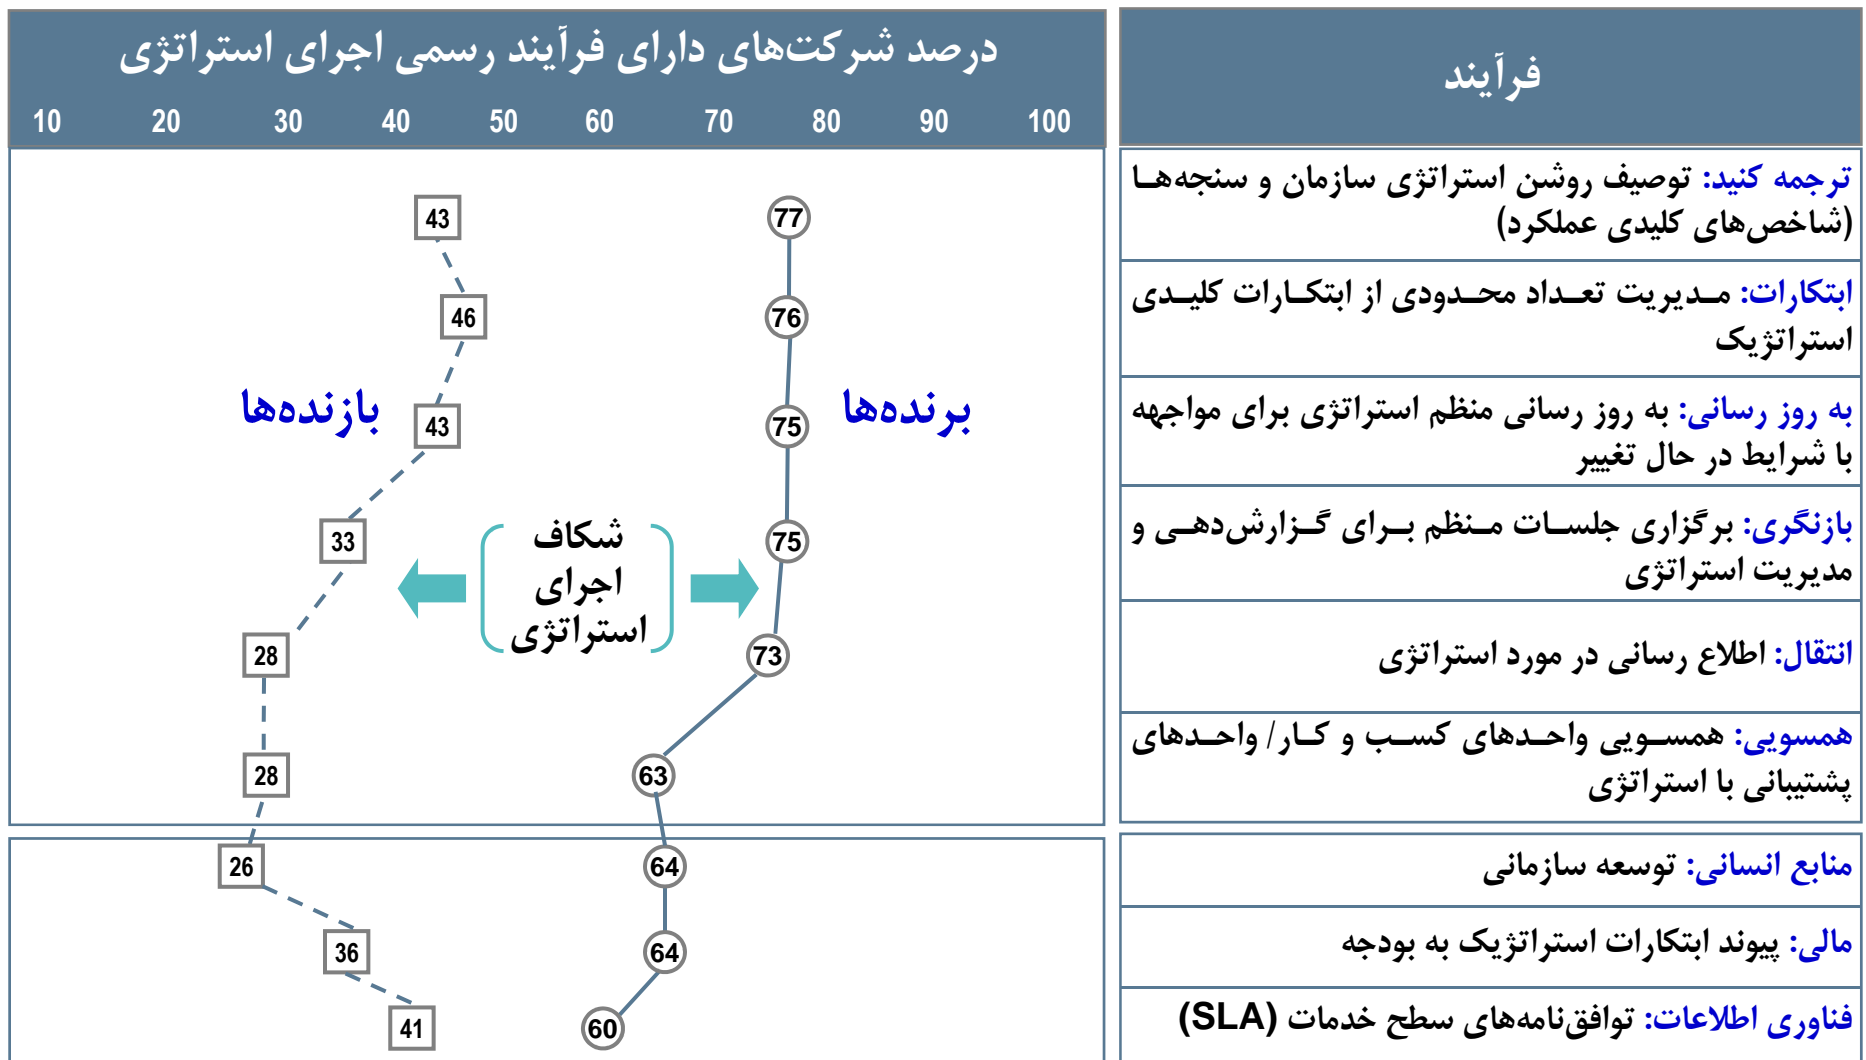 فرآیند
درصد شرکت‌های دارای فرآیند رسمی اجرای استراتژی
10 20 30 40 50 60 70 80 90 100
ترجمه کنید: توصیف روشن استراتژی سازمان و سنجه‌ها
(شاخص‌های کلیدی عملکرد)
77
43
ابتکارات: مدیریت تعداد محدودی از ابتکارات کلیدی
استراتژیک
76
46
به روز رسانی: به روز رسانی منظم استراتژی برای مواجهه
با شرایط در حال تغییر
برنده‌ها
75
43
بازنده‌ها
بازنگری: برگزاری جلسات منظم برای گزارش‌دهی و
مدیریت استراتژی
75
33
شکاف
اجرای
استراتژی
انتقال: اطلاع رسانی در مورد استراتژی
73
28
همسویی: همسویی واحدهای کسب و کار/ واحدهای
پشتیبانی با استراتژی
63
28
منابع انسانی: توسعه سازمانی
64
26
مالی: پیوند ابتکارات استراتژیک به بودجه
64
36
فناوری اطلاعات: توافق‌نامه‌های سطح خدمات (SLA)
60
41